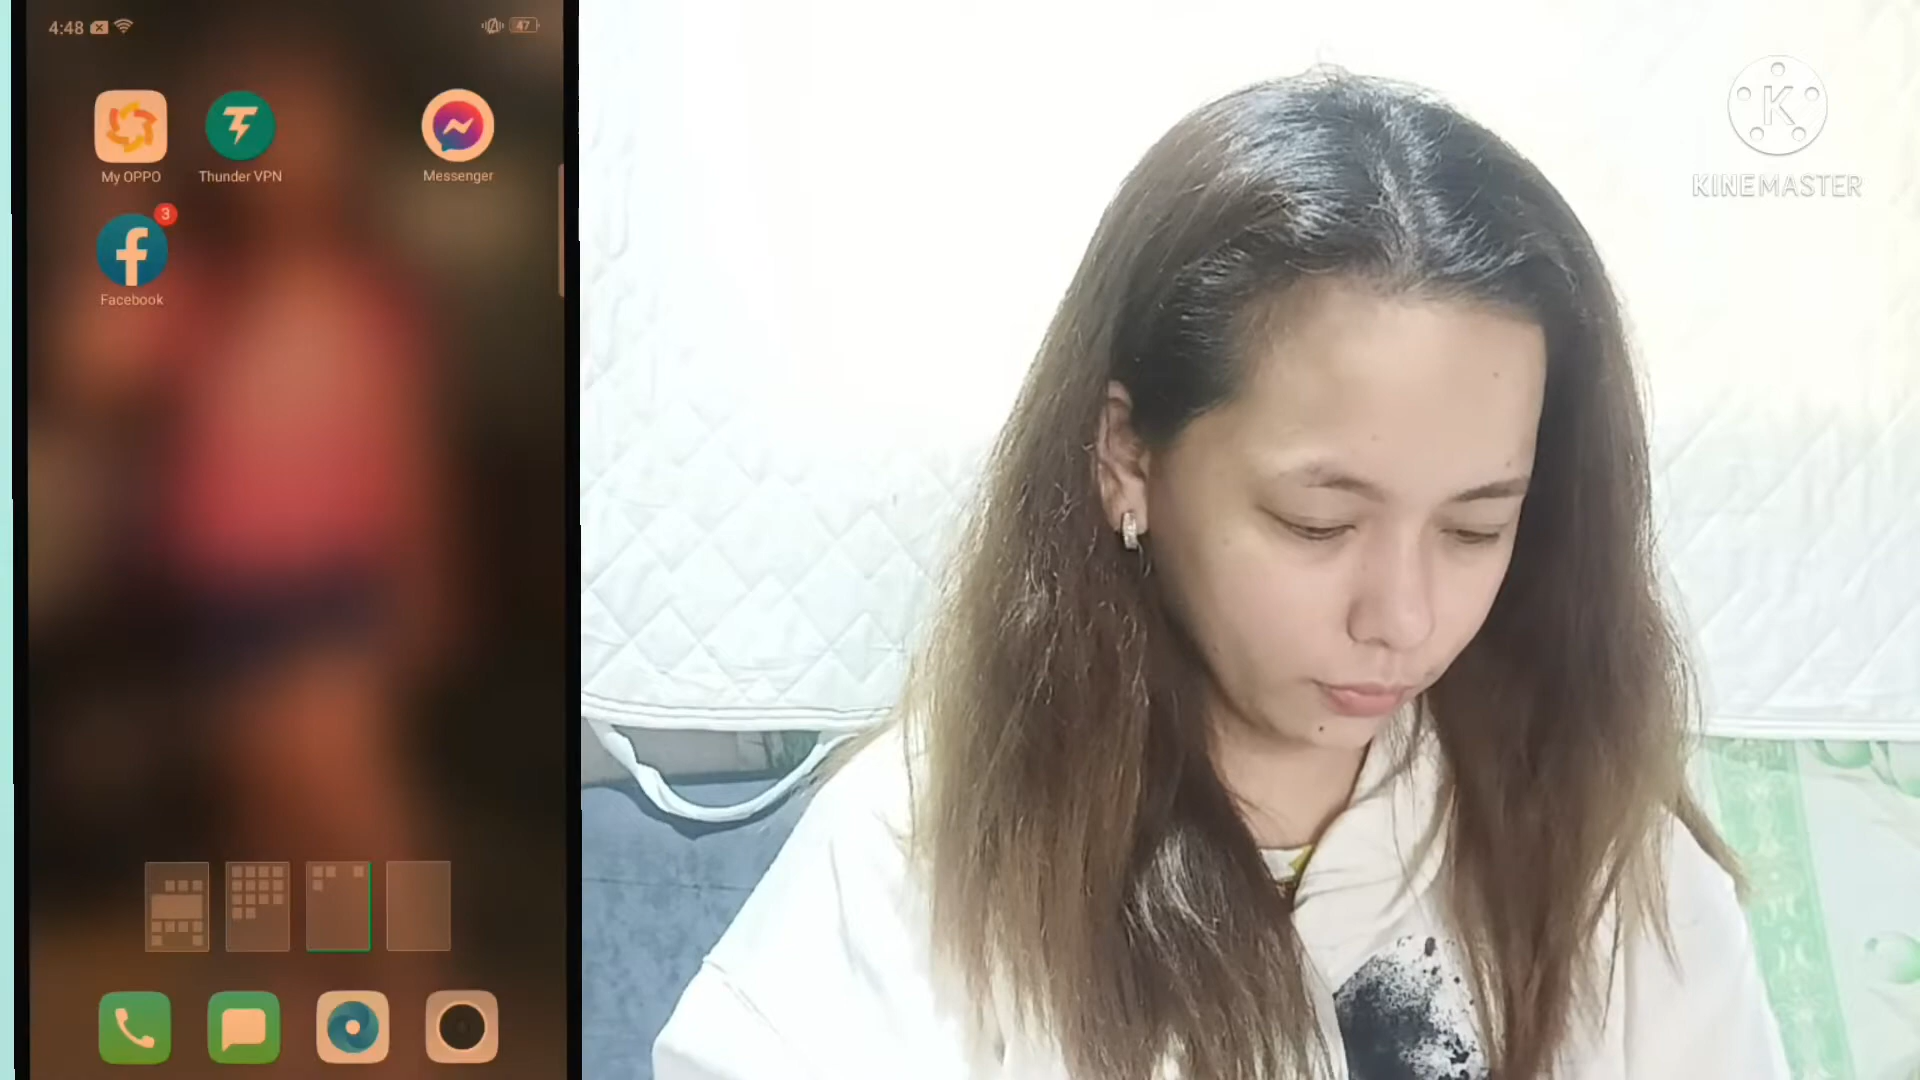 4:48
47
My OPPO
Thunder VPN
Messenger
3
Facebook
K
KINEMASTER